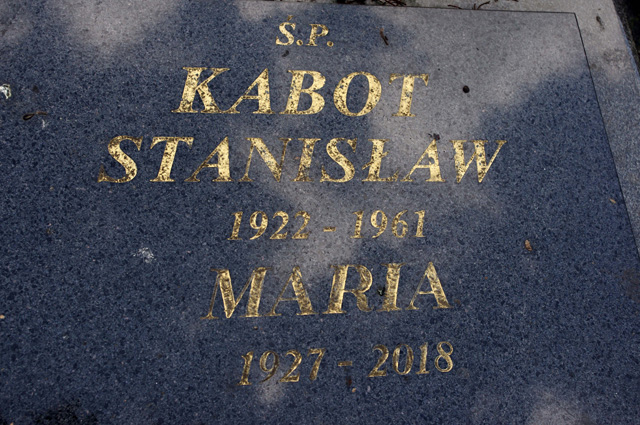 Ś.P.
KABOT
STANISŁAW
1922 - 1961
MARIA
1927 - 2018